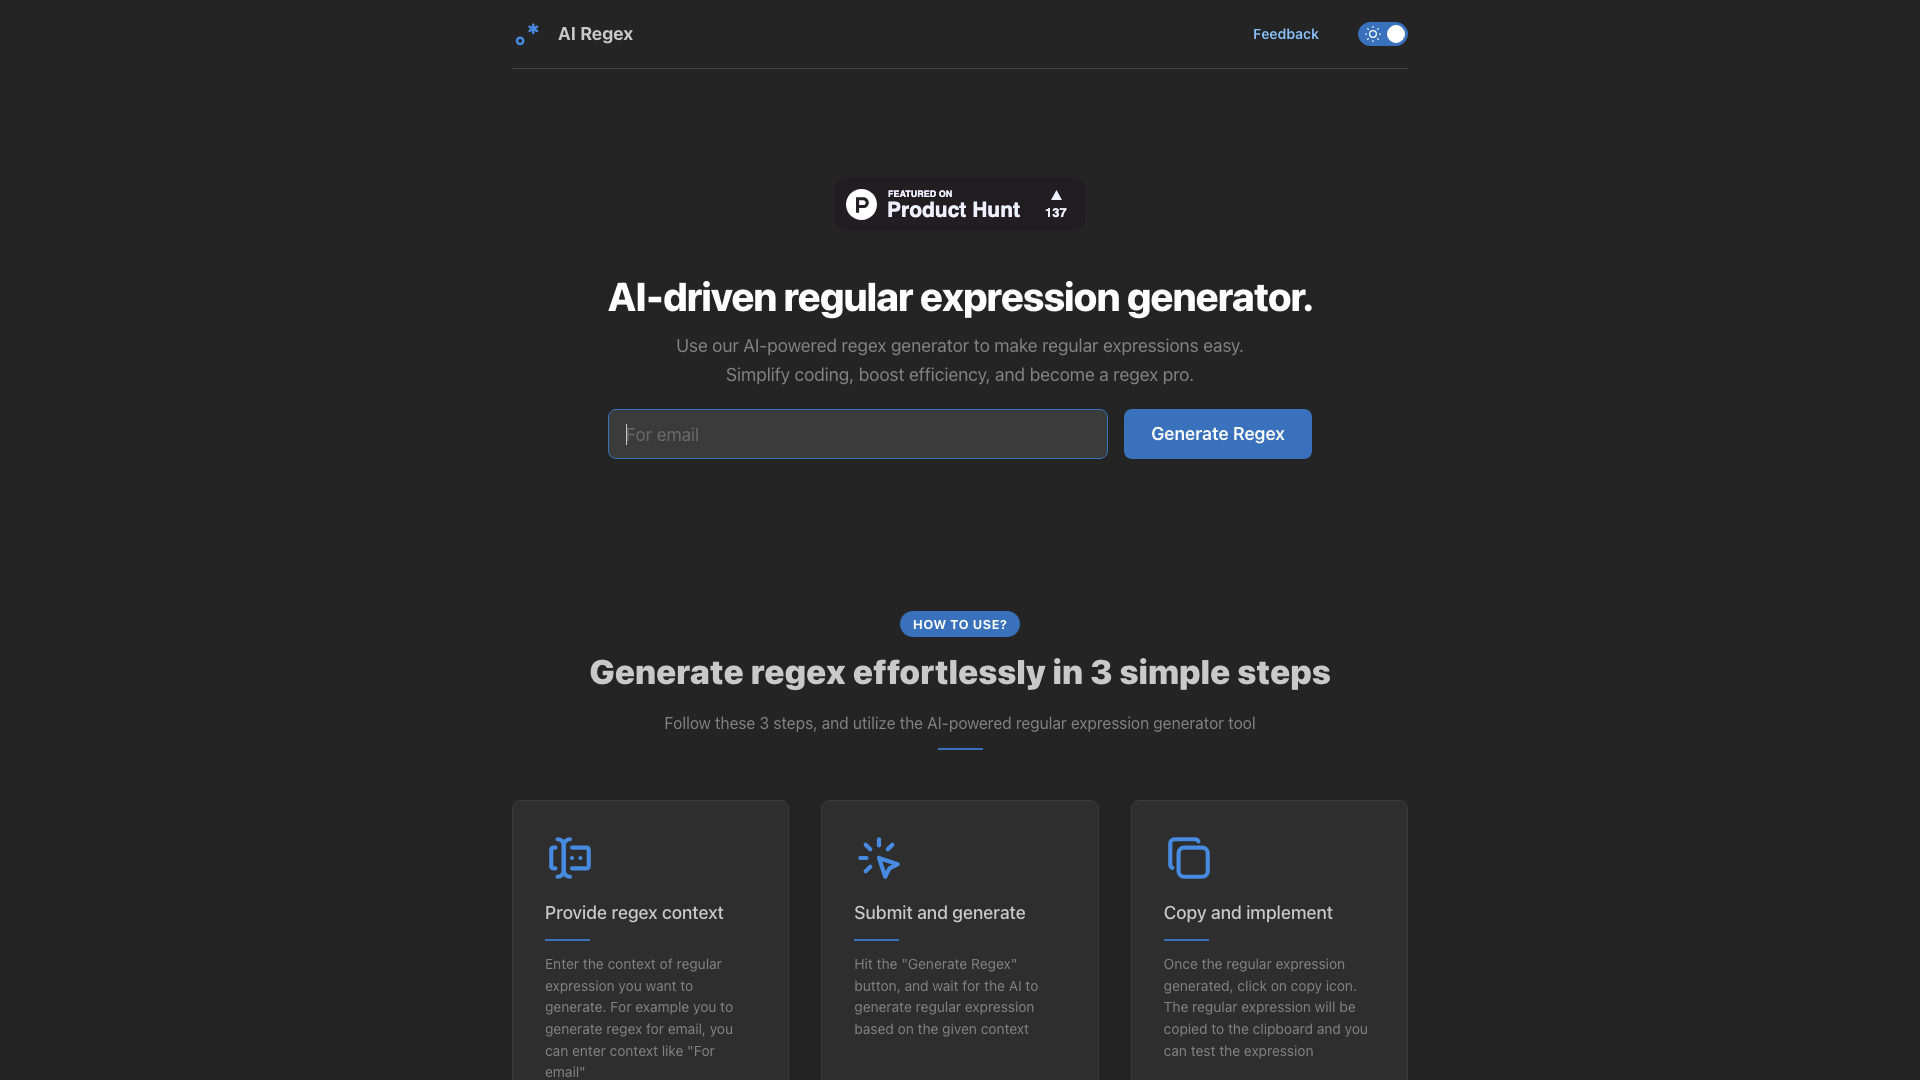 AI Regex
Feedback
FEATURED ON
Product Hunt
137
AI-driven regular expression generator.
Use our AI-powered regex generator to make regular expressions easy.
Simplify coding, boost efficiency, and become a regex pro.
For email
Generate Regex
HOW TO USE?
Generate regex effortlessly in 3 simple steps
Follow these 3 steps, and utilize the AI-powered regular expression generator tool
Provide regex context
Enter the context of regular
expression you want to
generate. For example you to
generate regex for email, you
can enter context like "For
email"
Submit and generate
Hit the "Generate Regex"
button, and wait for the AI to
generate regular expression
based on the given context
Copy and implement
Once the regular expression
generated, click on copy icon.
The regular expression will be
copied to the clipboard and you
can test the expression